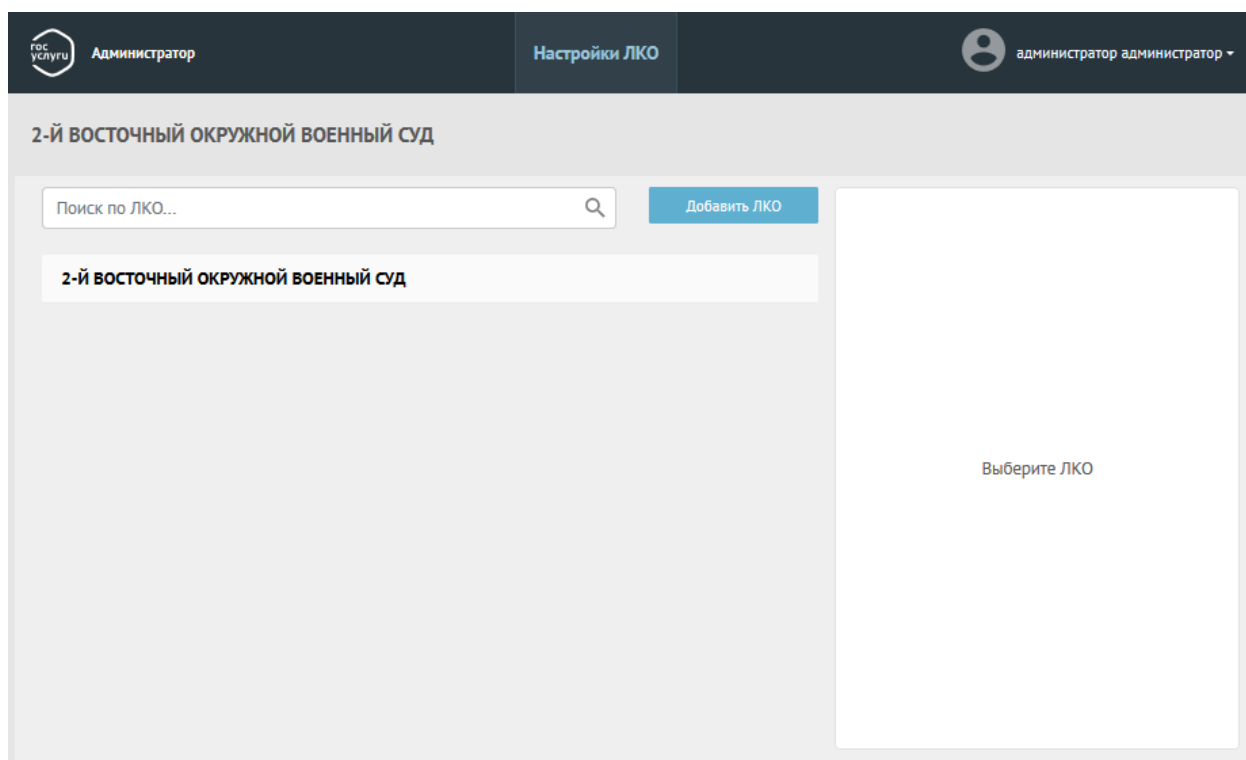 гос
услуги
Администратор
Настройки ЛКО
администратор администратор
2-Й ВОСТОЧНЫЙ ОКРУЖНОЙ ВОЕННЫЙ СУД
Поиск по ЛКО...
Добавить ЛКО
2-Й ВОСТОЧНЫЙ ОКРУЖНОЙ ВОЕННЫЙ СУД
Выберите ЛКО